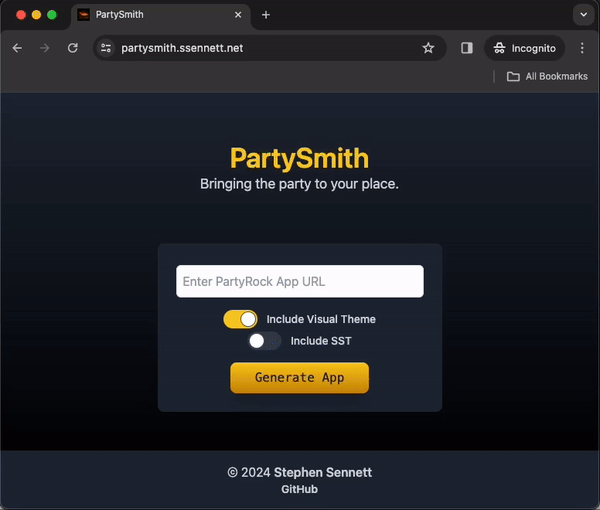 PartySmith
partysmith.ssennett.net
Incognito
All Bookmarks
PartySmith
Bringing the party to your place.
Enter PartyRock App URL
Include Visual Theme
Include SST
Generate App
© 2024 Stephen Sennett
GitHub